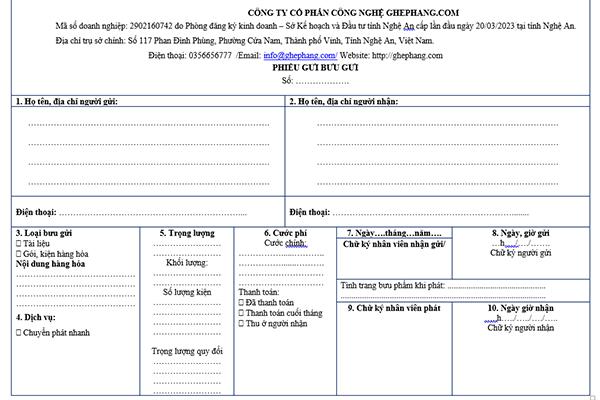 CÔNG TY CỔ PHẦN CÔNG NGHỆ GHEPHANG.COM
Mã số doanh nghiệp: 2902160742 do Phòng đăng ký kinh doanh – Sở Kế hoạch và Đầu tư tỉnh Nghệ An cấp lần đầu ngày 20/03/2023 tại tỉnh Nghệ An.
Địa chỉ trụ sở chính: Số 117 Phan Đình Phùng, Phường Cửa Nam, Thành phố Vinh, Tỉnh Nghệ An, Việt Nam.
Điện thoại: 0356656777 /Email: info@ghephang.com/ Website: http://ghephang.com
PHIẾU GỬI BƯU GỬI
Số: ………………
1. Họ tên, địa chỉ người gửi:
2. Họ tên, địa chỉ người nhận:
Điện thoại: ……………………………………………
Điện thoại: ……………………………………………
3. Loại bưu gửi
☐ Tài liệu
☐ Gói, kiện hàng hóa
Nội dung hàng hóa
4. Dịch vụ:
☐ Chuyển phát nhanh
5. Trọng lượng
Khối lượng:
Số lượng kiện
Trọng lượng quy đổi
6. Cước phí
Cước chính:
Thanh toán:
☐ Đã thanh toán
☐ Thanh toán cuối tháng
☐ Thu ở người nhận
7. Ngày….tháng…năm….
Chữ ký nhân viên nhận gửi/
8. Ngày, giờ gửi
…h…./…./…….
Chữ ký người gửi
Tình trạng bưu phẩm khi phát: ……………………………
9. Chữ ký nhân viên phát
10. Ngày giờ nhận
…..h…../…../…../…..
Chữ ký người nhận